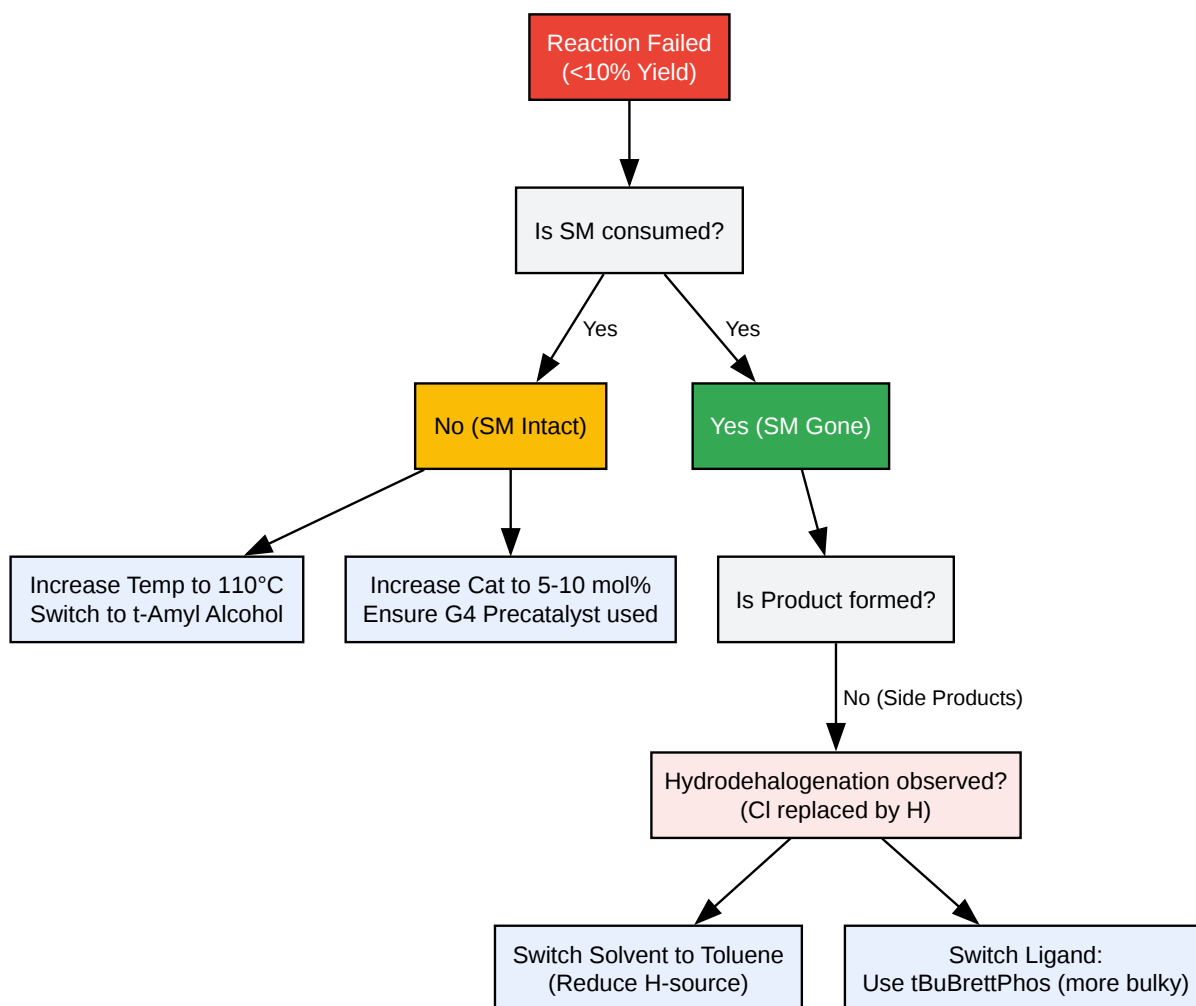 Reaction Failed
(<10% Yield)
Is SM consumed?
Yes
Yes
No (SM Intact)
Yes (SM Gone)
Increase Temp to 110°C
Switch to t-Amyl Alcohol
Increase Cat to 5-10 mol%
Ensure G4 Precatalyst used
Is Product formed?
No (Side Products)
Hydrodehalogenation observed?
(Cl replaced by H)
Switch Solvent to Toluene
(Reduce H-source)
Switch Ligand:
Use tBuBrettPhos (more bulky)